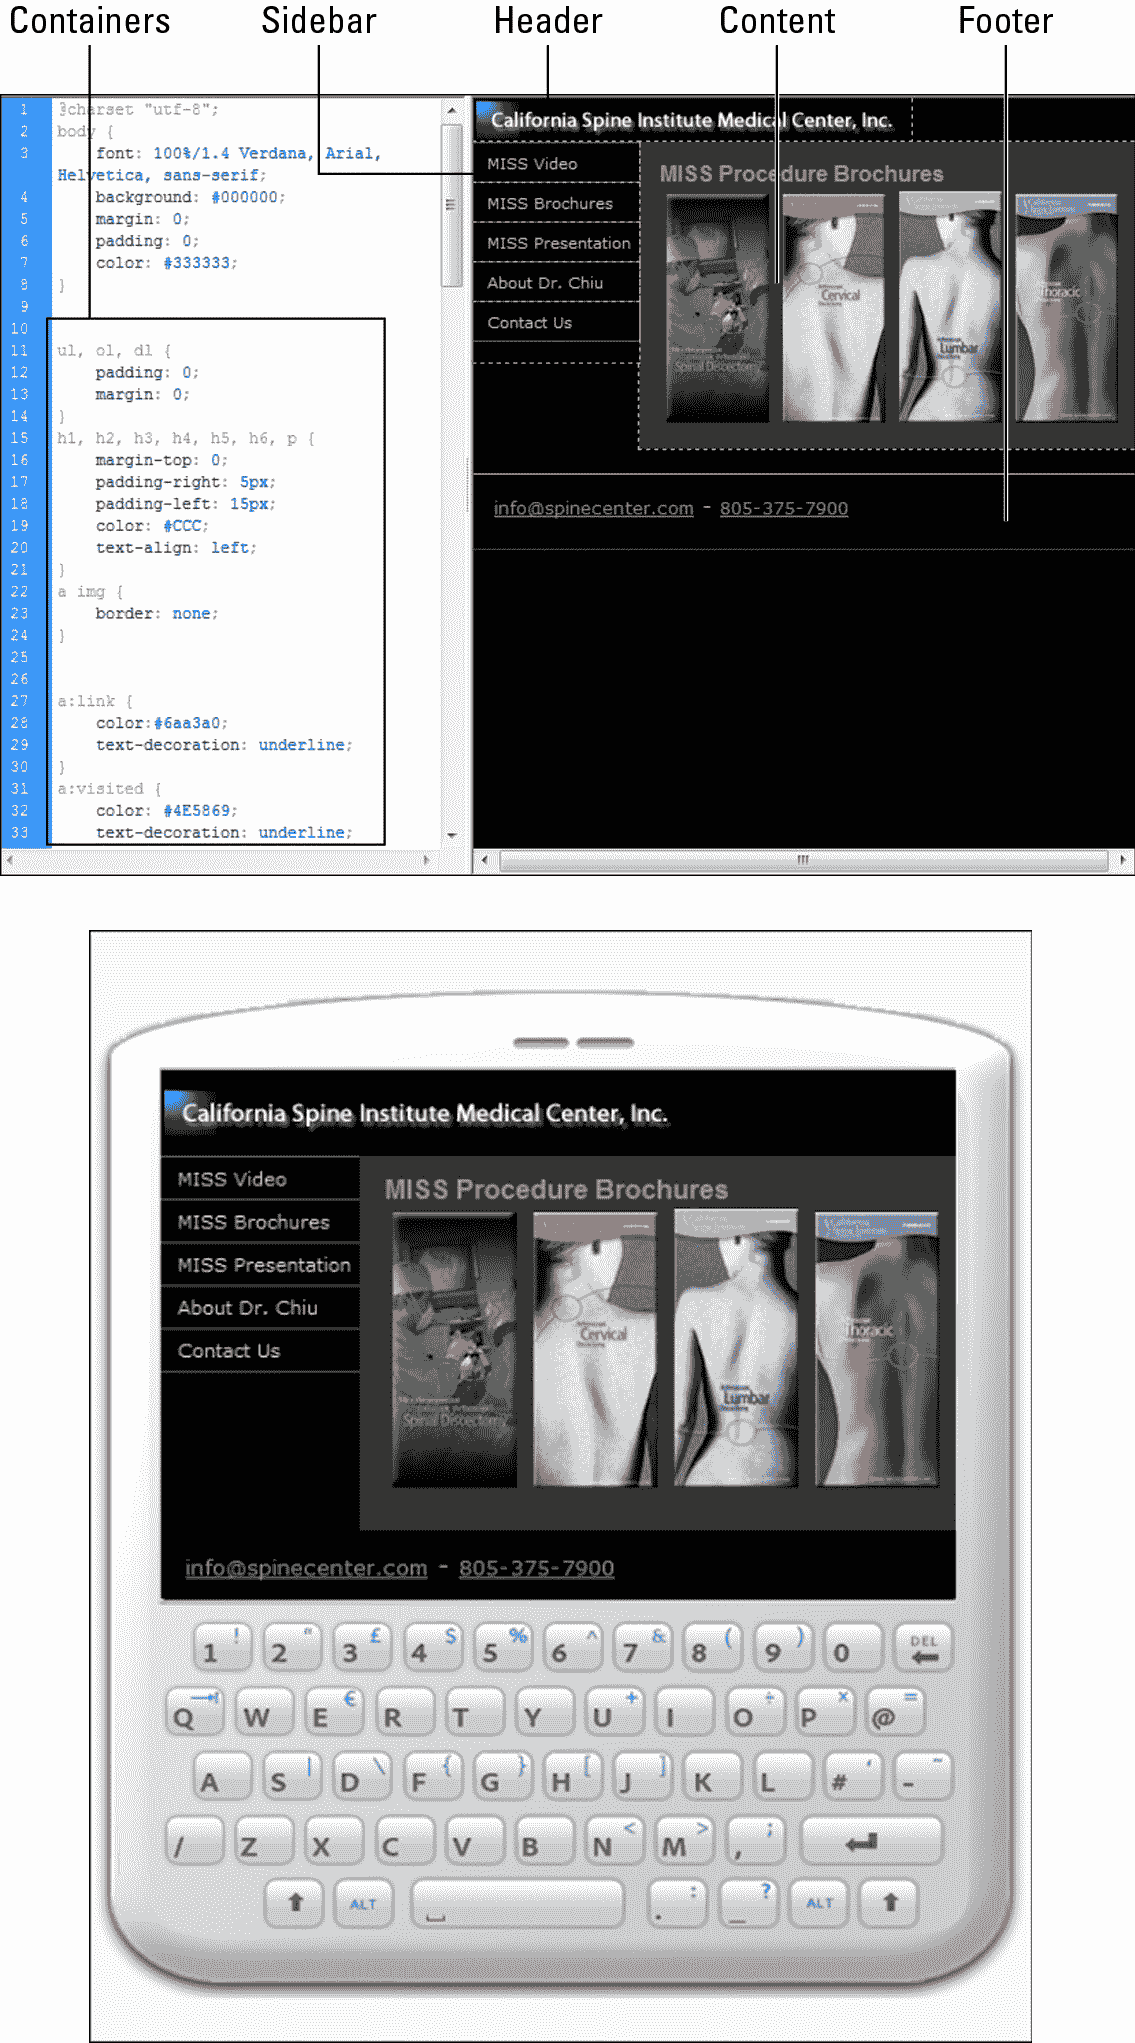 Containers Sidebar Header Content Footer
1 @charset "utf-8";
2 body {
3 font: 100%/1.4 Verdana, Arial,
Helvetica, sans-serif;
4 background: #000000;
5 margin: 0;
6 padding: 0;
7 color: #333333;
8 }
9
10
11 ul, ol, dl {
12 padding: 0;
13 margin: 0;
14 }
15 h1, h2, h3, h4, h5, h6, p {
16 margin-top: 0;
17 padding-right: 5px;
18 padding-left: 15px;
19 color: #CCC;
20 text-align: left;
21 }
22 a img {
23 border: none;
24 }
25
26
27 a:link {
28 color:#6aa3a0;
29 text-decoration: underline;
30 }
31 a:visited {
32 color: #4E5869;
33 text-decoration: underline;
California Spine Institute Medical Center, Inc.
MISS Video
MISS Brochures
MISS Presentation
About Dr. Chiu
Contact Us
MISS Procedure Brochures
Spinal Discectomy
Cervical
Lumbar
Thoracic
info@spinecenter.com - 805-375-7900
California Spine Institute Medical Center, Inc.
MISS Video
MISS Brochures
MISS Presentation
About Dr. Chiu
Contact Us
MISS Procedure Brochures
Spinal Discectomy
Cervical
Lumbar
Thoracic
info@spinecenter.com - 805-375-7900
1 ! 2 " 3 £ 4 $ 5 % 6 ^ 7 & 8 ( 9 ) 0 DEL
Q W E € R T Y U + I O ÷ P × @ =
A S | D \ F { G } H [ J ] K L # ' - ~
/ Z X C V B N < M > , ;
ALT . : _ ? ALT